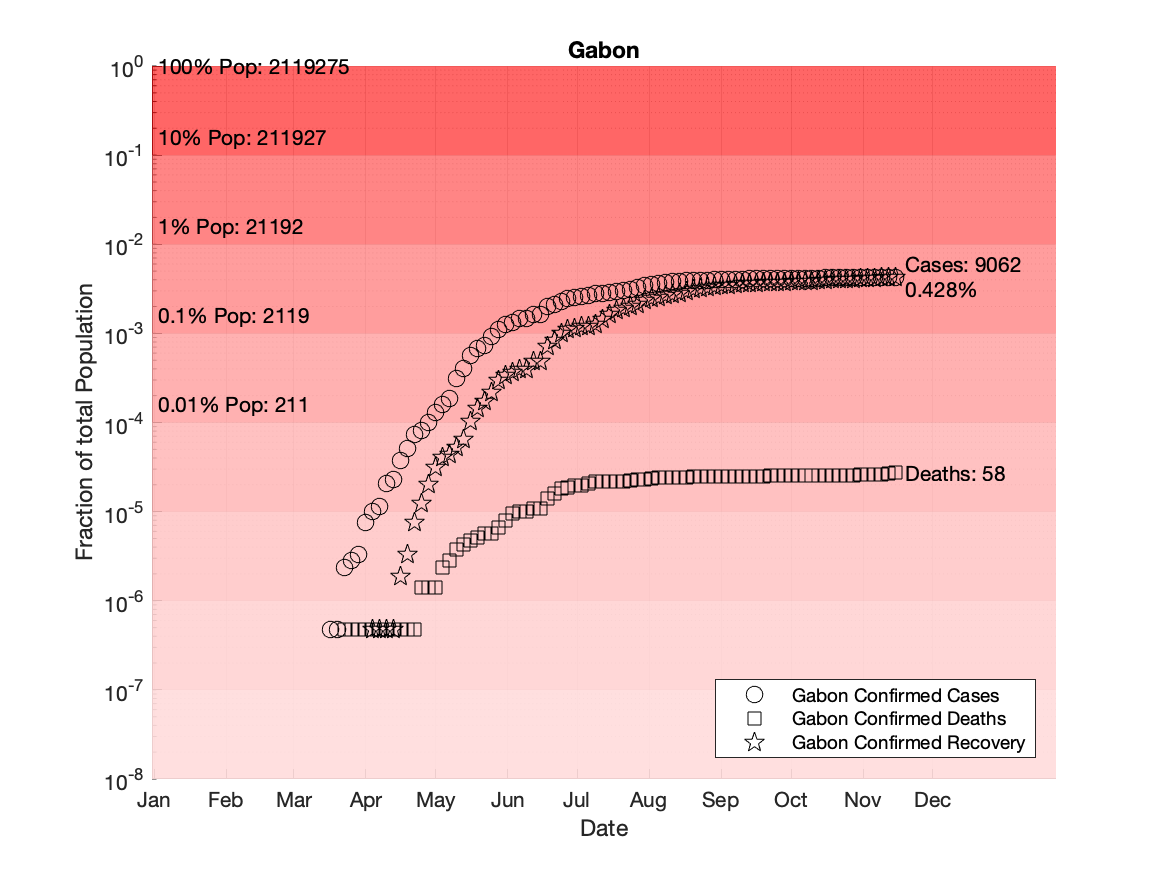 Gabon
10^0
10^-1
10^-2
10^-3
10^-4
10^-5
10^-6
10^-7
10^-8
Fraction of total Population
100% Pop: 2119275
10% Pop: 211927
1% Pop: 21192
0.1% Pop: 2119
0.01% Pop: 211
Cases: 9062
0.428%
Deaths: 58
Gabon Confirmed Cases
Gabon Confirmed Deaths
Gabon Confirmed Recovery
Jan Feb Mar Apr May Jun Jul Aug Sep Oct Nov Dec
Date